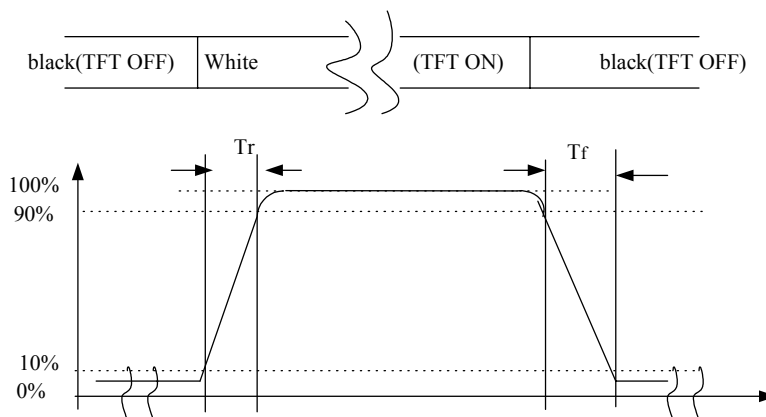 black(TFT OFF) White (TFT ON) black(TFT OFF)
Tr Tf
100%
90%
10%
0%